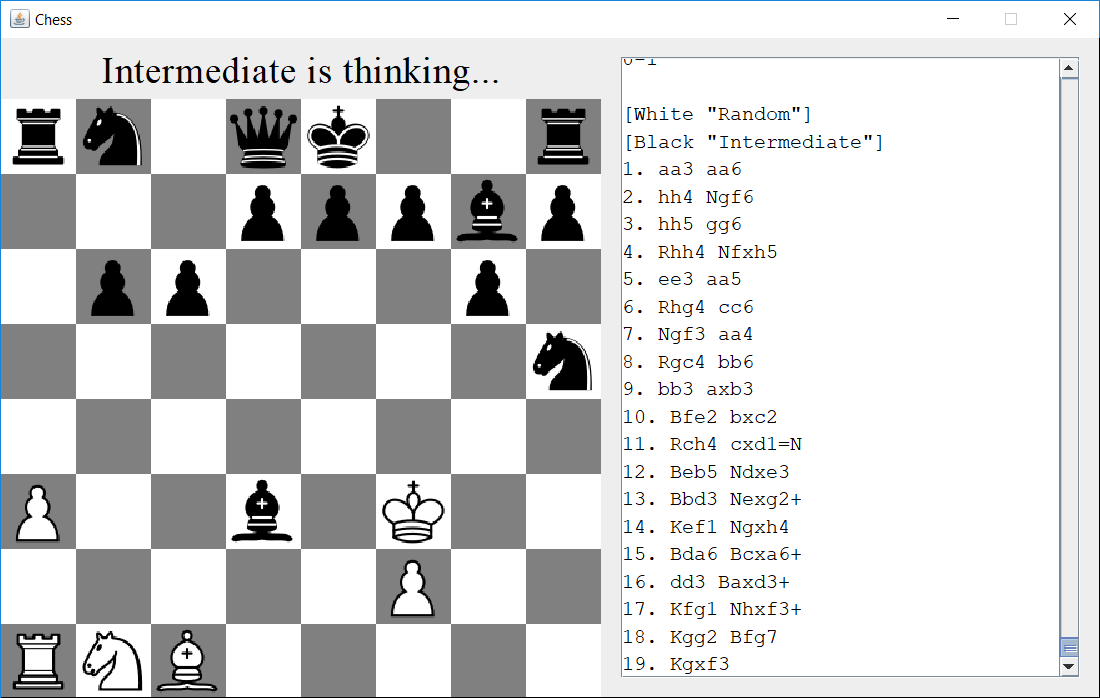 Chess
Intermediate is thinking...
0-1
[White "Random"]
[Black "Intermediate"]
1. aa3 aa6
2. hh4 Ngf6
3. hh5 gg6
4. Rhh4 Nfxh5
5. ee3 aa5
6. Rhg4 cc6
7. Ngf3 aa4
8. Rgc4 bb6
9. bb3 axb3
10. Bfe2 bxc2
11. Rch4 cxd1=N
12. Beb5 Ndxe3
13. Bbd3 Nexg2+
14. Kef1 Ngxh4
15. Bda6 Bcxa6+
16. dd3 Baxd3+
17. Kfg1 Nhxf3+
18. Kgg2 Bfg7
19. Kgxf3